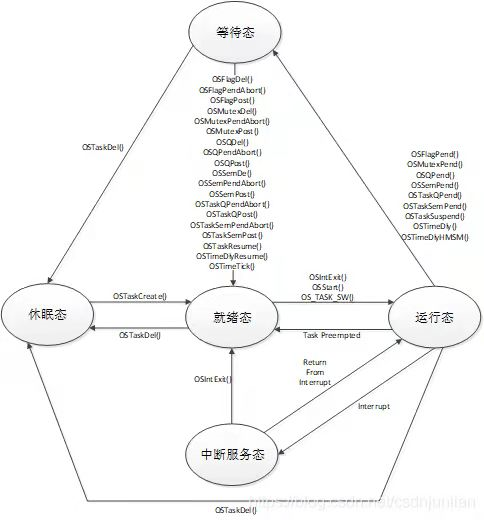 等待态
OSFlagDel()
OSFlagPendAbort()
OSFlagPost()
OSMutexDel()
OSMutexPendAbort()
OSMutexPost()
OSQDel()
OSQPendAbort()
OSQPost()
OSSemDe()
OSSemPendAbort()
OSSemPost()
OSTaskQPendAbort()
OSTaskQPost()
OSTaskSemPendAbort()
OSTaskSemPost()
OSTaskResume()
OSTimeDlyResume()
OSTimeTick()
OSTaskDel()
OSFlagPend()
OSMutexPend()
OSQPend()
OSSemPend()
OSTaskQPend()
OSTaskSemPend()
OSTaskSuspend()
OSTimeDly()
OSTimeDlyHMSM()
休眠态
OSTaskCreate()
OSTaskDel()
就绪态
OSIntExit()
OSStart()
OS_TASK_SW()
Task Preempted
运行态
OSIntExit()
Return
From
Interrupt
Interrupt
中断服务态
OSTaskDel()
https://blog.csdn.net/csdnjunlian